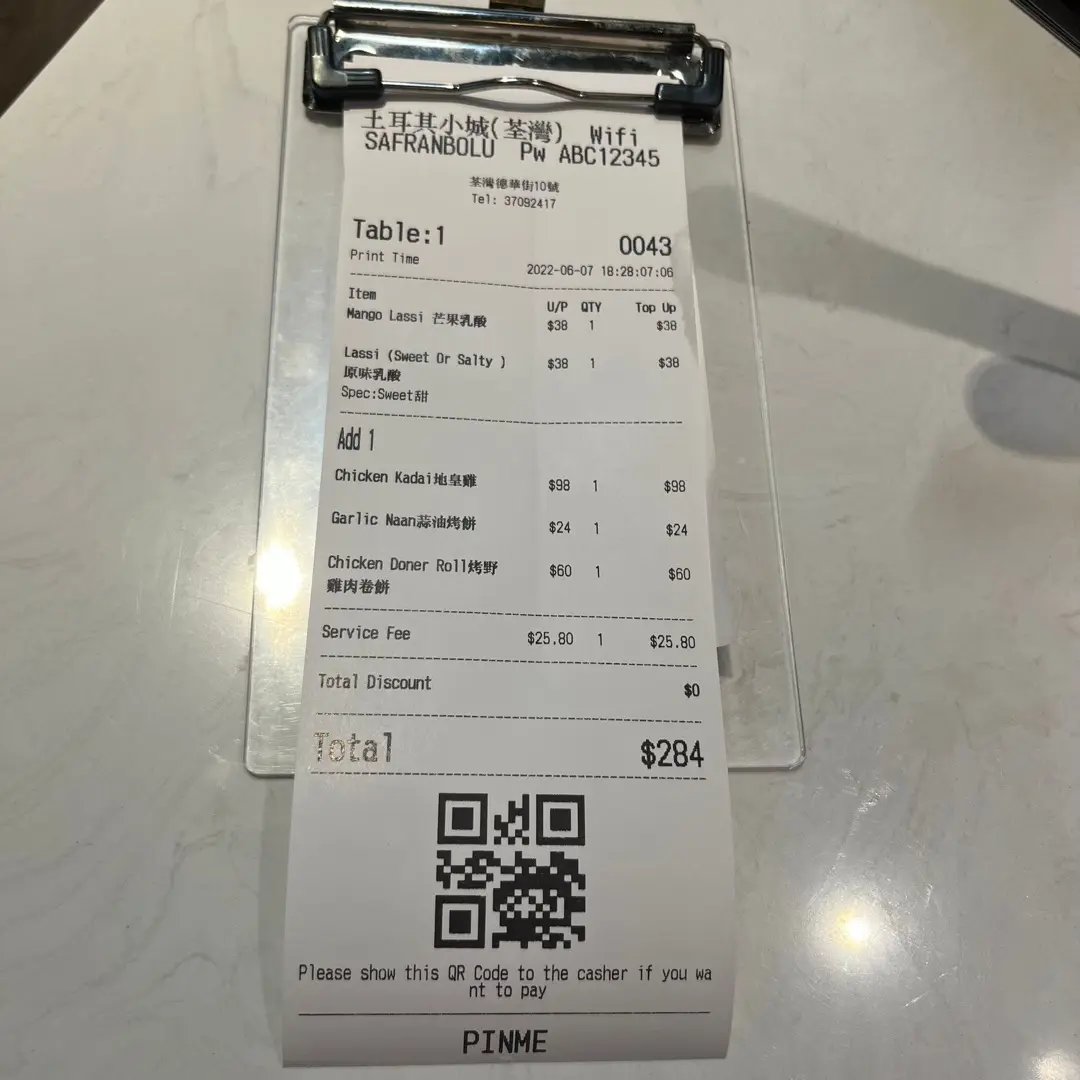 土耳其小城(荃灣) Wifi
SAFRANBOLU Pw ABC12345
荃灣德華街10號
Tel: 37092417
Table:1 0043
Print Time 2022-06-07 18:28:07:06
Item U/P QTY Top Up
Mango Lassi 芒果乳酸 $38 1 $38
Lassi (Sweet Or Salty ) $38 1 $38
原味乳酸
Spec:Sweet甜
Add 1
Chicken Kadai地皇雞 $98 1 $98
Garlic Naan蒜油烤餅 $24 1 $24
Chicken Doner Roll烤野 $60 1 $60
雞肉卷餅
Service Fee $25.80 1 $25.80
Total Discount $0
Total $284
Please show this QR Code to the casher if you wa
nt to pay
PINME